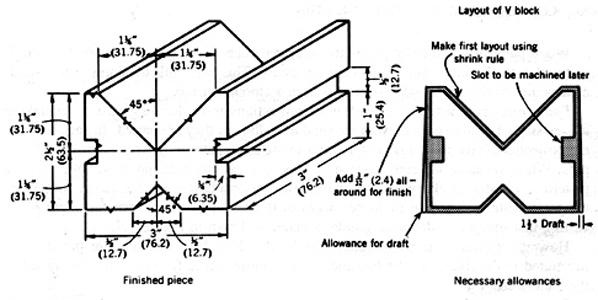 1¼"
(31.75)
1¼"
(31.75)
45°
½"
(12.7)
1"
(25.4)
1¼"
(31.75)
2½"
(63.5)
1¼"
(31.75)
¼"
(6.35)
3"
(76.2)
45°
½"
(12.7)
3"
(76.2)
½"
(12.7)
Finished piece
Layout of V block
Make first layout using
shrink rule
Slot to be machined later
Add 3/32" (2.4) all–
around for finish
Allowance for draft
1½° Draft
Necessary allowances